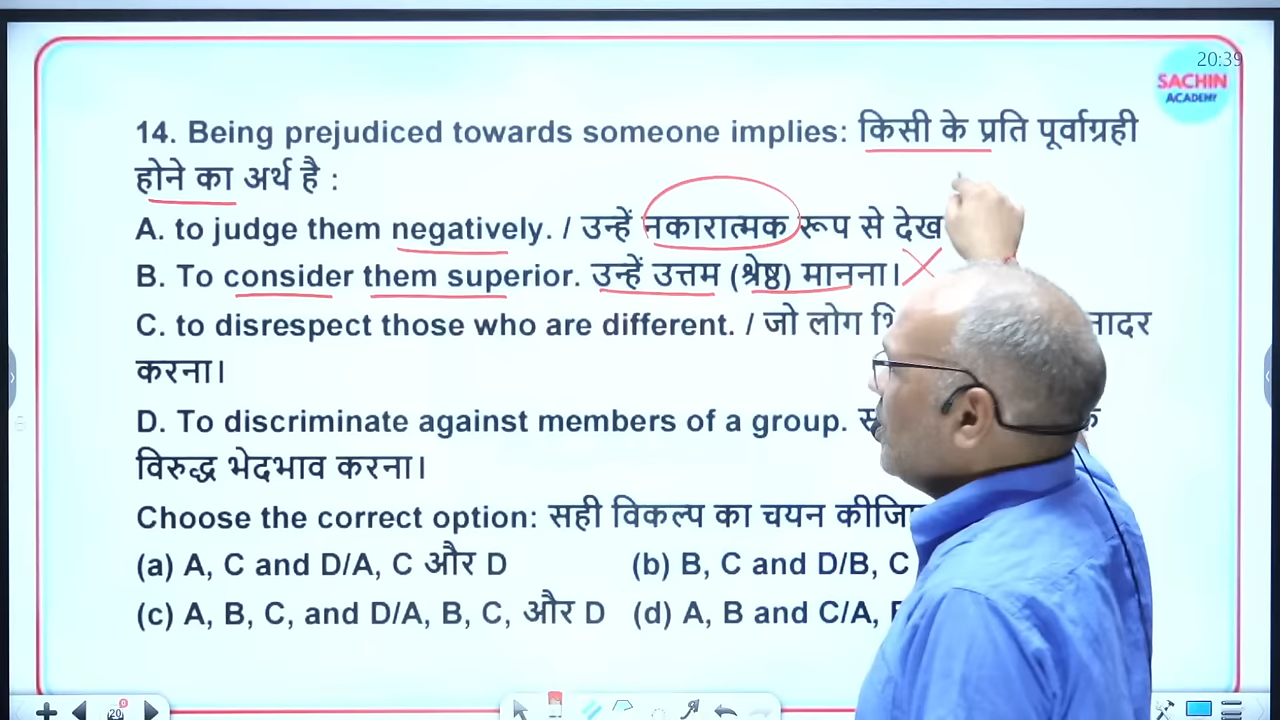 20:39
SACHIN
ACADEMY
14. Being prejudiced towards someone implies: किसी के प्रति पूर्वाग्रही
होने का अर्थ है :
A. to judge them negatively. / उन्हें नकारात्मक रूप से देख
B. To consider them superior. उन्हें उत्तम (श्रेष्ठ) मानना।
C. to disrespect those who are different. / जो लोग
करना।
D. To discriminate against members of a group.
विरुद्ध भेदभाव करना।
Choose the correct option: सही विकल्प का चयन
(a) A, C and D/A, C और D (b) B, C and D/B, C
(c) A, B, C, and D/A, B, C, और D (d) A, B and C/A,
20